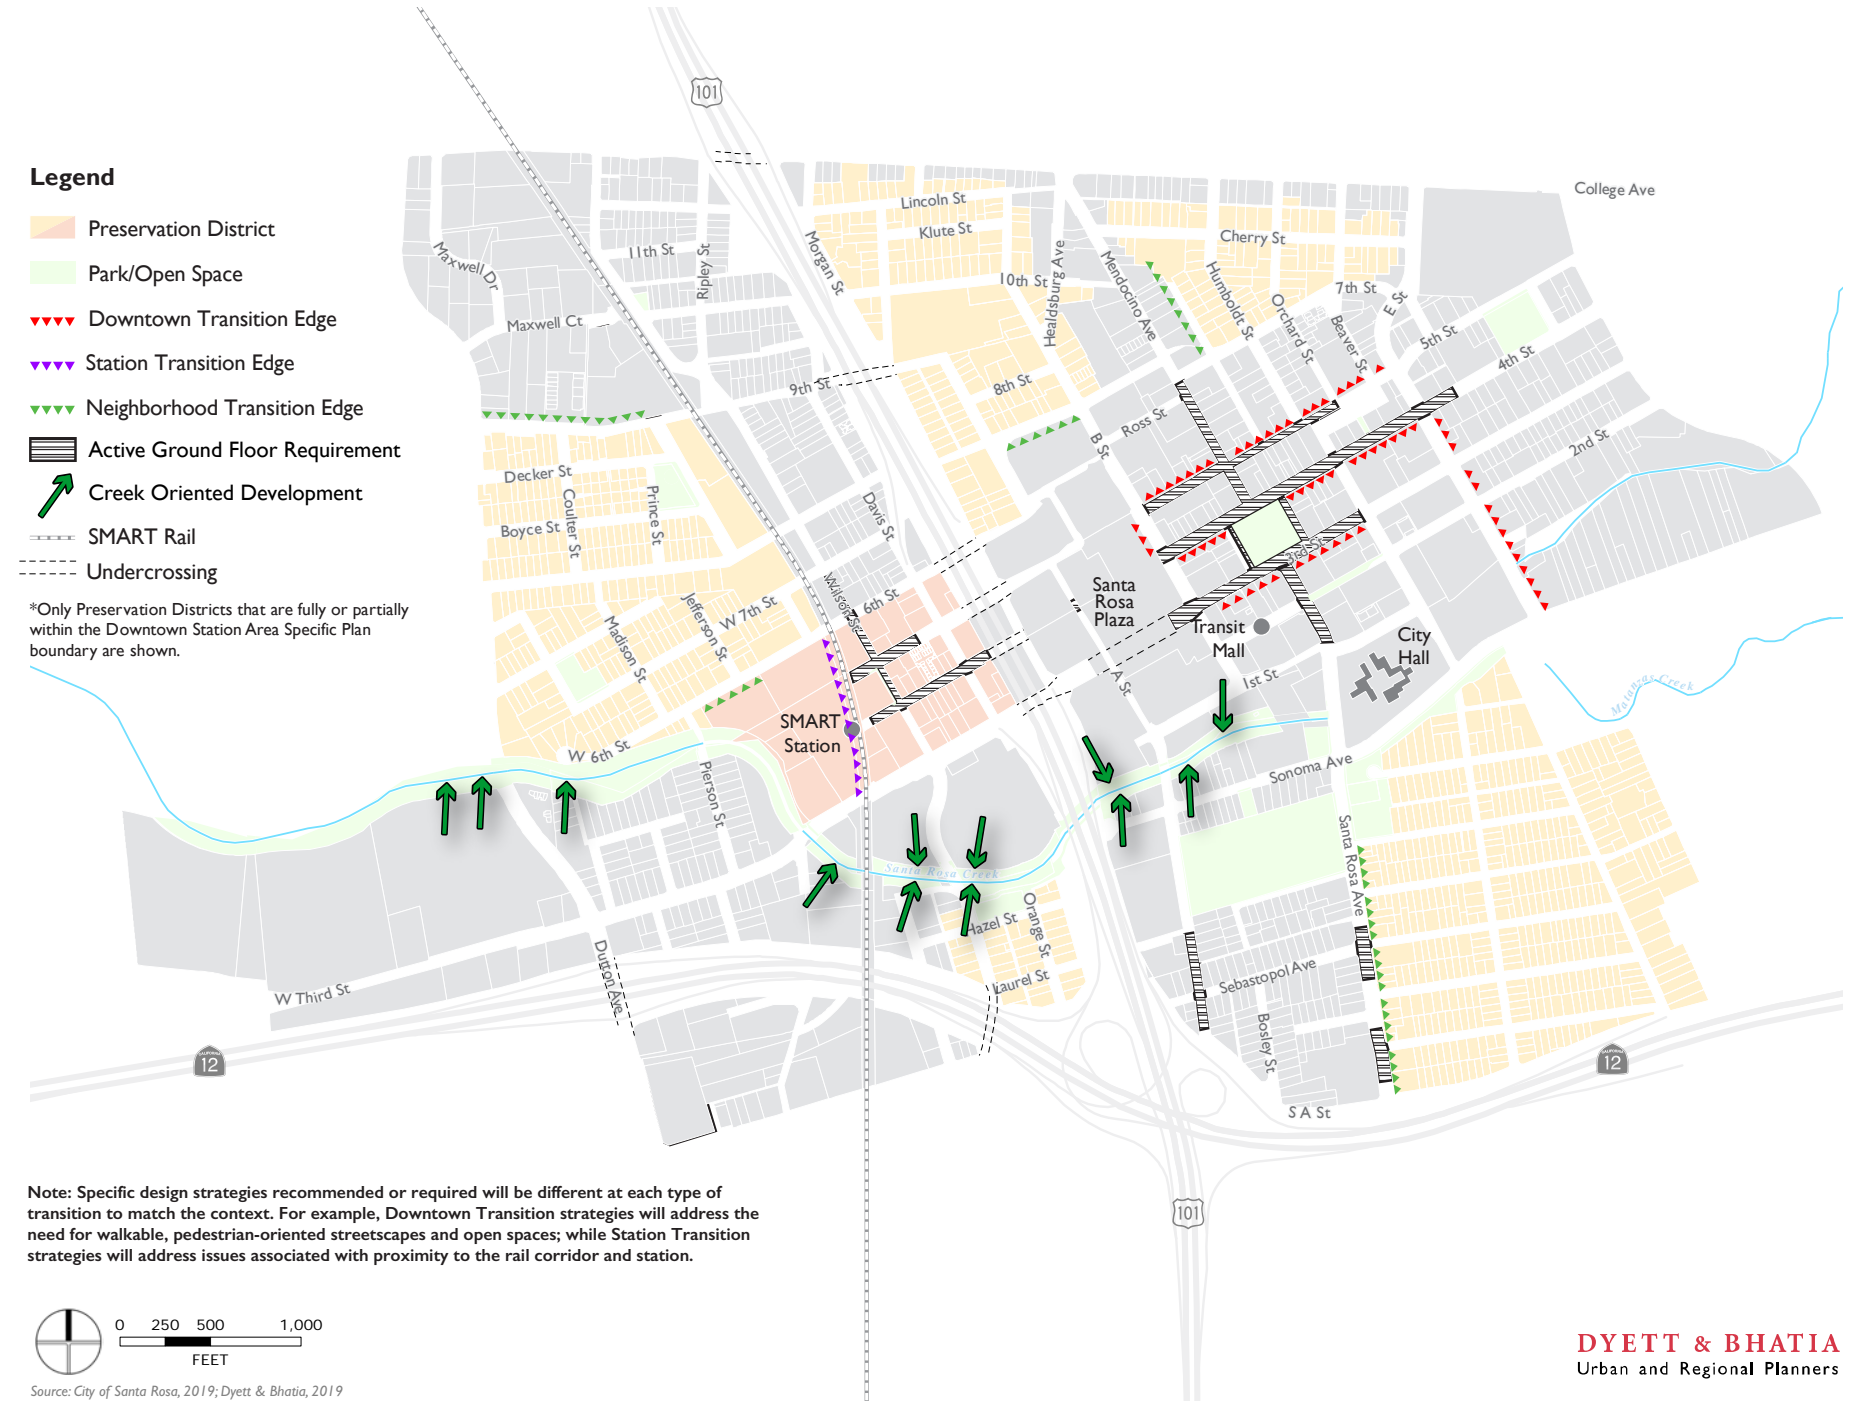 Legend
Preservation District
Park/Open Space
Downtown Transition Edge
Station Transition Edge
Neighborhood Transition Edge
Active Ground Floor Requirement
Creek Oriented Development
SMART Rail
Undercrossing
*Only Preservation Districts that are fully or partially
within the Downtown Station Area Specific Plan
boundary are shown.
101
College Ave
Lincoln St
Klute St
Cherry St
11th St
Ripley St
Morgan St
Maxwell Dr
10th St
Healdsburg Ave
Mendocino Ave
Humboldt St
Orchard St
7th St
Beaver St
E St
5th St
4th St
Maxwell Ct
9th St
8th St
Ross St
B St
2nd St
Decker St
Coulter St
Prince St
Boyce St
Davis St
3rd St
Wilson St
6th St
Santa
Rosa
Plaza
Jefferson St
W 7th St
Madison St
Transit
Mall
City
Hall
A St
1st St
Matanzas Creek
SMART
Station
W 6th St
Pierson St
Sonoma Ave
Santa Rosa Creek
Santa Rosa Ave
Hazel St
Orange St
Laurel St
Sebastopol Ave
Bosley St
Dutton Ave
W Third St
CALIFORNIA
12
CALIFORNIA
12
S A St
101
Note: Specific design strategies recommended or required will be different at each type of
transition to match the context. For example, Downtown Transition strategies will address the
need for walkable, pedestrian-oriented streetscapes and open spaces; while Station Transition
strategies will address issues associated with proximity to the rail corridor and station.
0 250 500 1,000
FEET
Source: City of Santa Rosa, 2019; Dyett & Bhatia, 2019
DYETT & BHATIA
Urban and Regional Planners